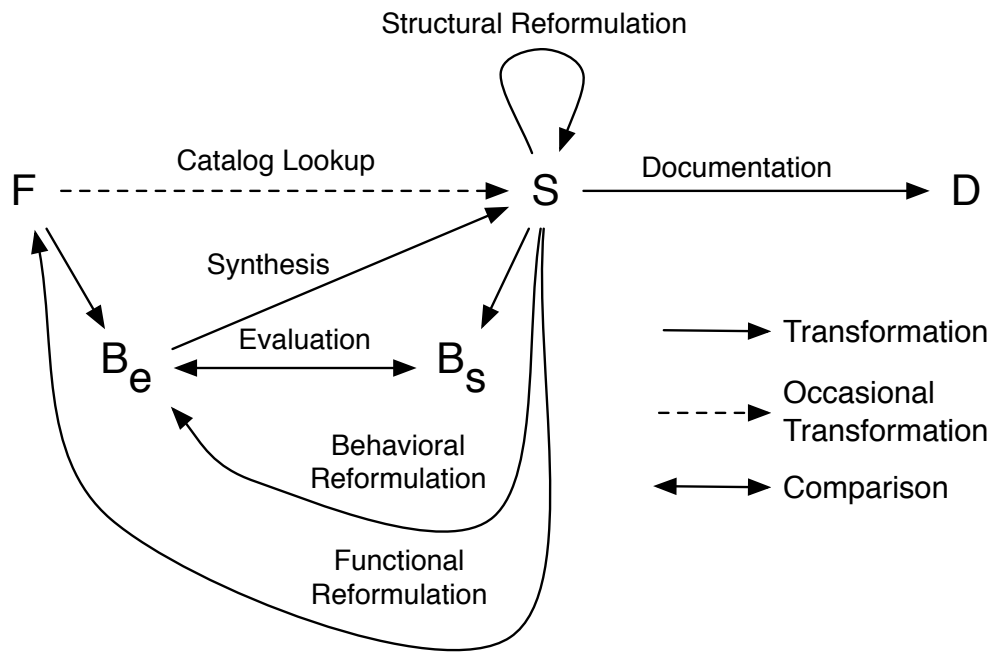 Structural Reformulation
Catalog Lookup
Documentation
F
S
D
Synthesis
Evaluation
Be
Bs
Transformation
Occasional
Transformation
Comparison
Behavioral
Reformulation
Functional
Reformulation